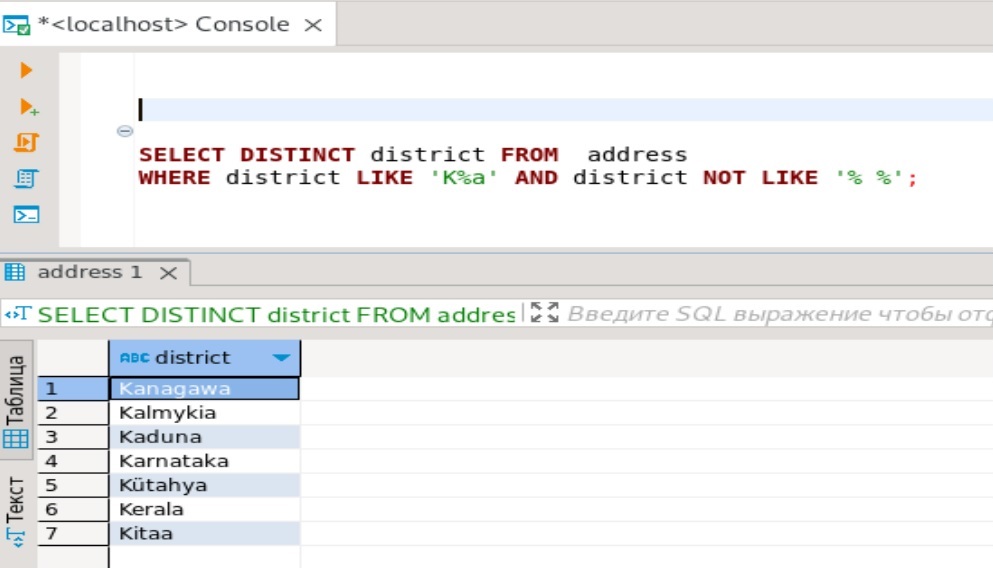 *<localhost> Console
SELECT DISTINCT district FROM  address
WHERE district LIKE 'K%a' AND district NOT LIKE '% %';
address 1
SELECT DISTINCT district FROM addres
Введите SQL выражение чтобы отф
Таблица
Текст
ABC district
1 Kanagawa
2 Kalmykia
3 Kaduna
4 Karnataka
5 Kütahya
6 Kerala
7 Kitaa